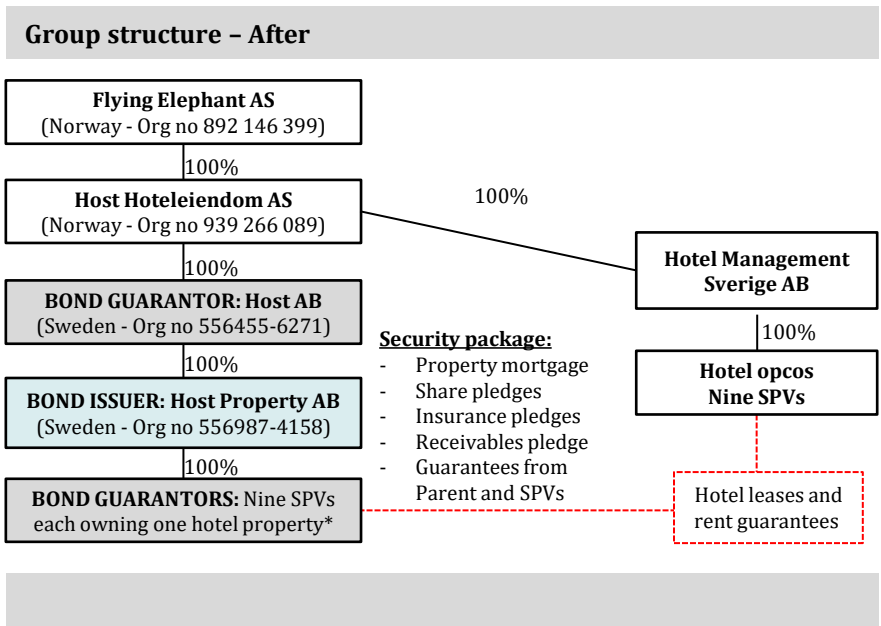 Group structure – After
Flying Elephant AS
(Norway - Org no 892 146 399)
100%
Host Hoteleiendom AS
(Norway - Org no 939 266 089)
100%
100%
BOND GUARANTOR: Host AB
(Sweden - Org no 556455-6271)
100%
BOND ISSUER: Host Property AB
(Sweden - Org no 556987-4158)
100%
BOND GUARANTORS: Nine SPVs
each owning one hotel property*
Security package:
- Property mortgage
- Share pledges
- Insurance pledges
- Receivables pledge
- Guarantees from
Parent and SPVs
Hotel Management
Sverige AB
100%
Hotel opcos
Nine SPVs
Hotel leases and
rent guarantees